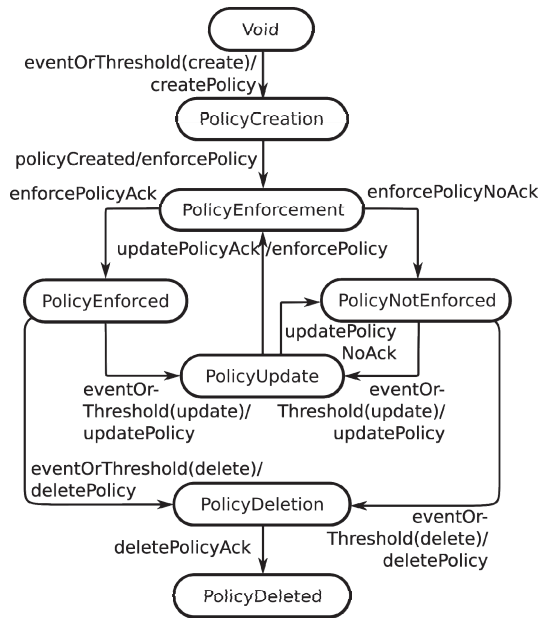 Void
eventOrThreshold(create)/
createPolicy
PolicyCreation
policyCreated/enforcePolicy
enforcePolicyAck
enforcePolicyNoAck
PolicyEnforcement
updatePolicyAck/enforcePolicy
PolicyEnforced
PolicyNotEnforced
updatePolicy
NoAck
PolicyUpdate
eventOr-
Threshold(update)/
updatePolicy
eventOr-
Threshold(update)/
updatePolicy
eventOrThreshold(delete)/
deletePolicy
PolicyDeletion
eventOr-
Threshold(delete)/
deletePolicy
deletePolicyAck
PolicyDeleted